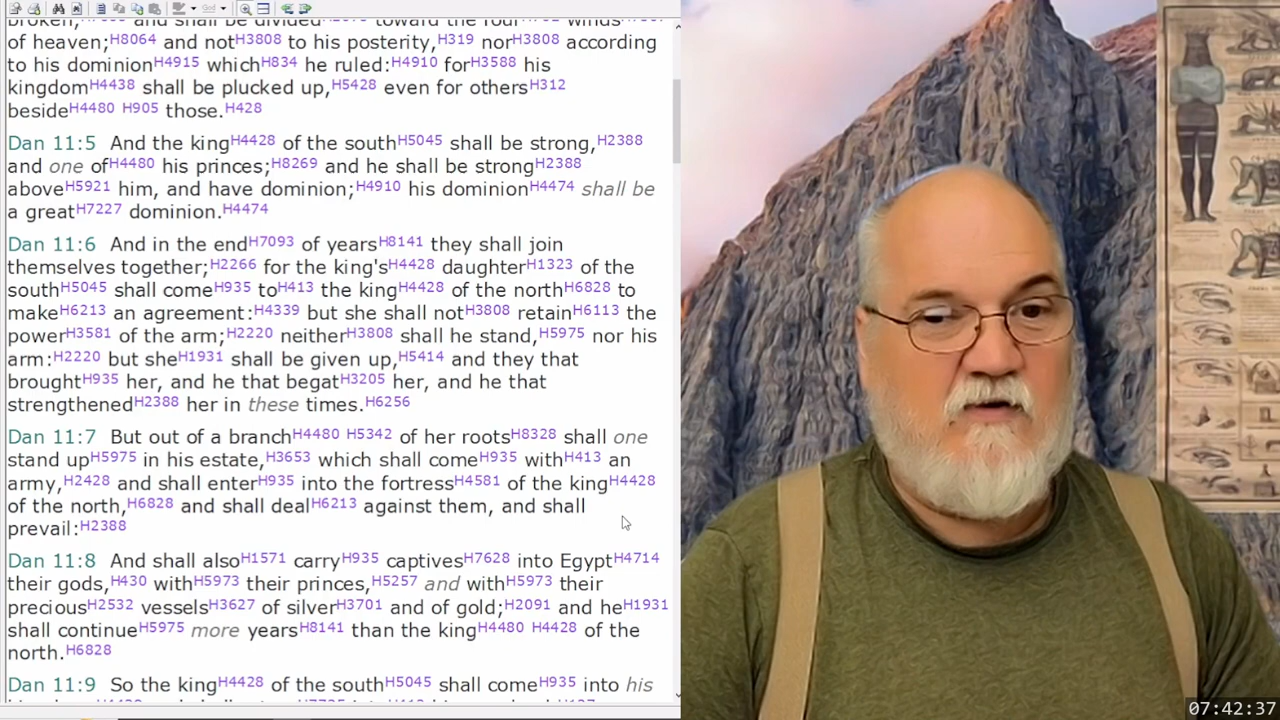 broken,H7665 and shall be divided toward the four winds
of heaven;H8064 and notH3808 to his posterity,H319 norH3808 according
to his dominionH4915 whichH834 he ruled:H4910 forH3588 his
kingdomH4438 shall be plucked up,H5428 even for othersH312
besideH4480 H905 those.H428
Dan 11:5 And the kingH4428 of the southH5045 shall be strong,H2388
and one ofH4480 his princes;H8269 and he shall be strongH2388
aboveH5921 him, and have dominion;H4910 his dominionH4474 shall be
a greatH7227 dominion.H4474
Dan 11:6 And in the endH7093 of yearsH8141 they shall join
themselves together;H2266 for the king'sH4428 daughterH1323 of the
southH5045 shall comeH935 toH413 the kingH4428 of the northH6828 to
makeH6213 an agreement:H4339 but she shall notH3808 retainH6113 the
powerH3581 of the arm;H2220 neitherH3808 shall he stand,H5975 nor his
arm:H2220 but sheH1931 shall be given up,H5414 and they that
broughtH935 her, and he that begatH3205 her, and he that
strengthenedH2388 her in these times.H6256
Dan 11:7 But out of a branchH4480 H5342 of her rootsH8328 shall one
stand upH5975 in his estate,H3653 which shall comeH935 withH413 an
army,H2428 and shall enterH935 into the fortressH4581 of the kingH4428
of the north,H6828 and shall dealH6213 against them, and shall
prevail:H2388
Dan 11:8 And shall alsoH1571 carryH935 captivesH7628 into EgyptH4714
their gods,H430 withH5973 their princes,H5257 and withH5973 their
preciousH2532 vesselsH3627 of silverH3701 and of gold;H2091 and heH1931
shall continueH5975 more yearsH8141 than the kingH4480 H4428 of the
north.H6828
Dan 11:9 So the kingH4428 of the southH5045 shall comeH935 into his
07:42:37